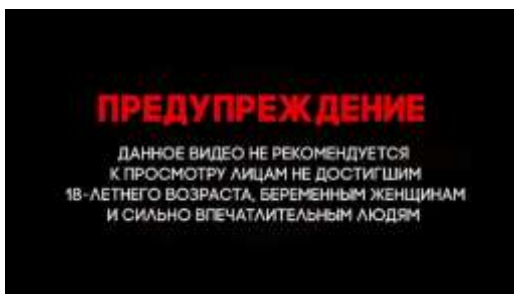 ПРЕДУПРЕЖДЕНИЕ
ДАННОЕ ВИДЕО НЕ РЕКОМЕНДУЕТСЯ
К ПРОСМОТРУ ЛИЦАМ НЕ ДОСТИГШИМ
18-ЛЕТНЕГО ВОЗРАСТА, БЕРЕМЕННЫМ ЖЕНЩИНАМ
И СИЛЬНО ВПЕЧАТЛИТЕЛЬНЫМ ЛЮДЯМ